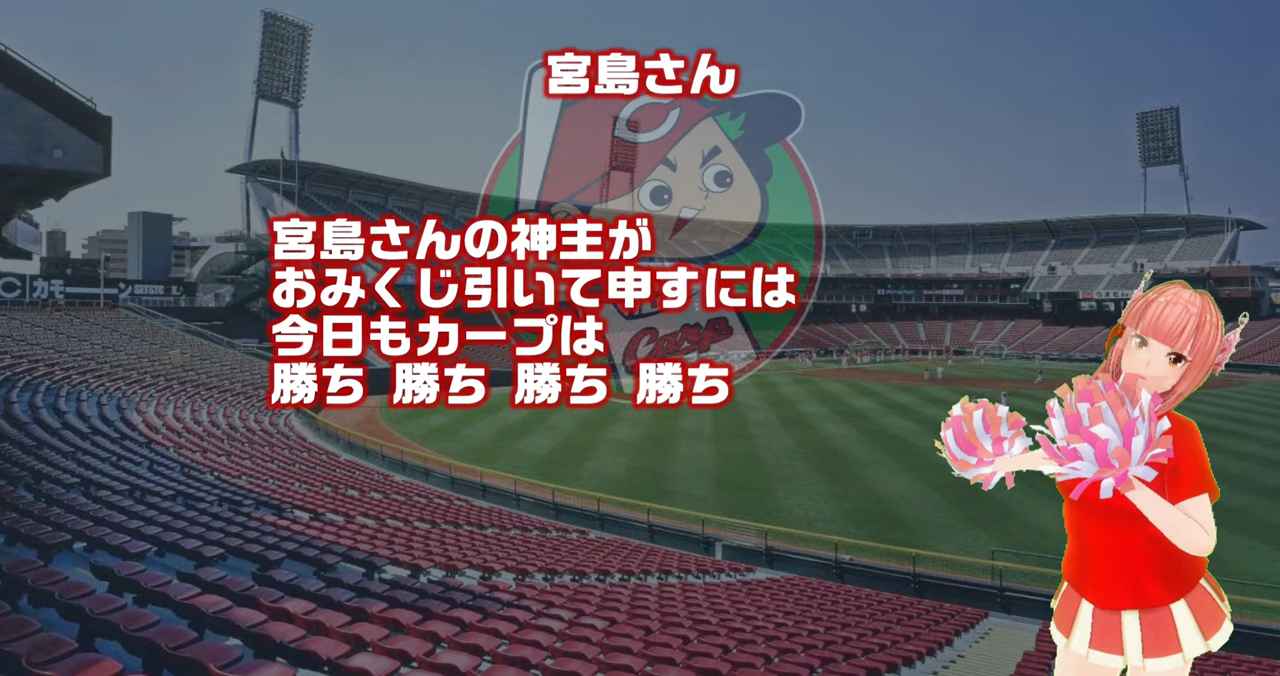 宮島さん
宮島さんの神主が
おみくじ引いて申すには
今日もカープは
勝ち 勝ち 勝ち 勝ち
Carp